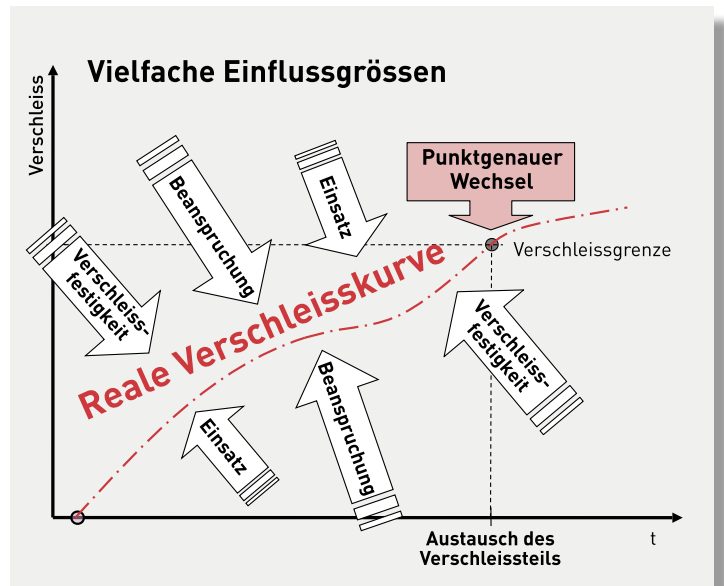 Vielfache Einflussgrössen
Verschleiss
Beanspruchung
Einsatz
Punktgenauer
Wechsel
Verschleiss-
festigkeit
Verschleissgrenze
Reale Verschleisskurve
Verschleiss-
festigkeit
Einsatz
Beanspruchung
Austausch des
Verschleissteils
t